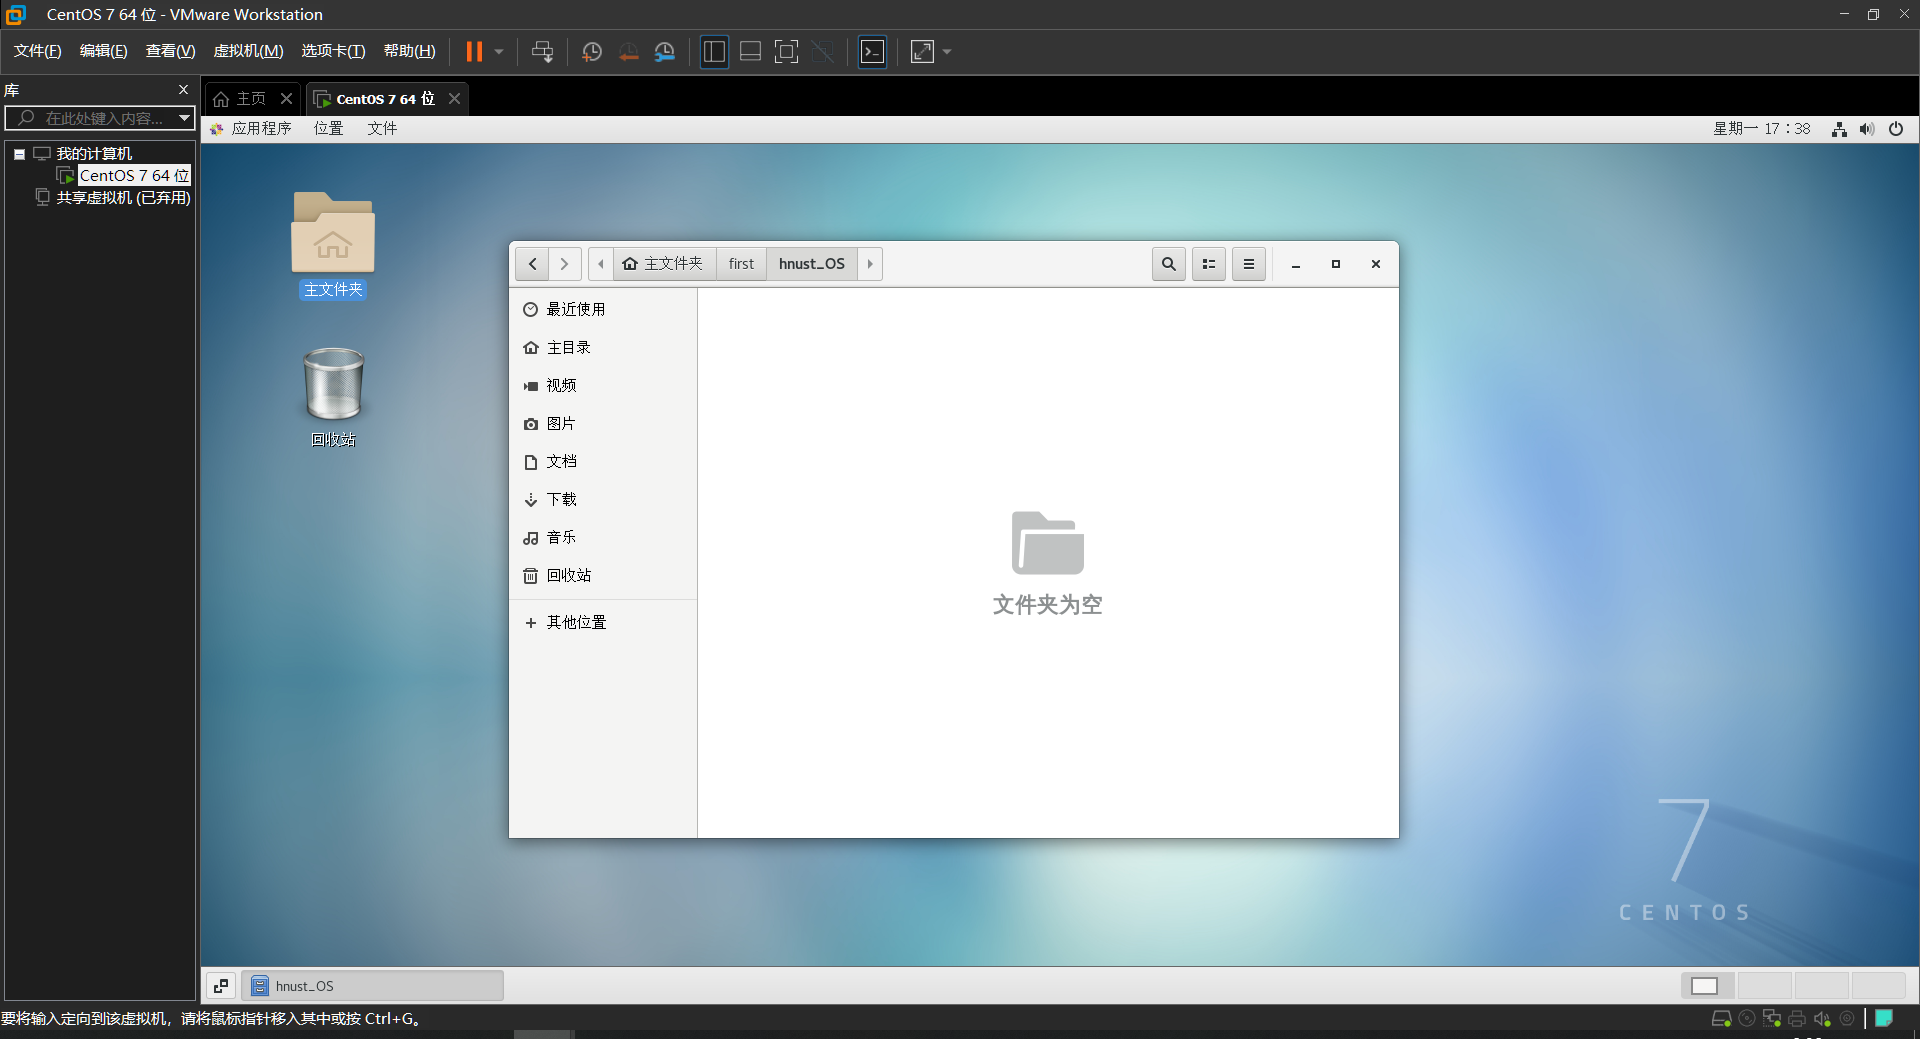 CentOS 7 64 位 - VMware Workstation
文件(F) 编辑(E) 查看(V) 虚拟机(M) 选项卡(T) 帮助(H)
库
在此处键入内容...
我的计算机
CentOS 7 64 位
共享虚拟机 (已弃用)
主页
CentOS 7 64 位
应用程序 位置 文件
星期一 17：38
主文件夹
回收站
主文件夹 first hnust_OS
最近使用
主目录
视频
图片
文档
下载
音乐
回收站
其他位置
文件夹为空
7
CENTOS
hnust_OS
要将输入定向到该虚拟机，请将鼠标指针移入其中或按 Ctrl+G。